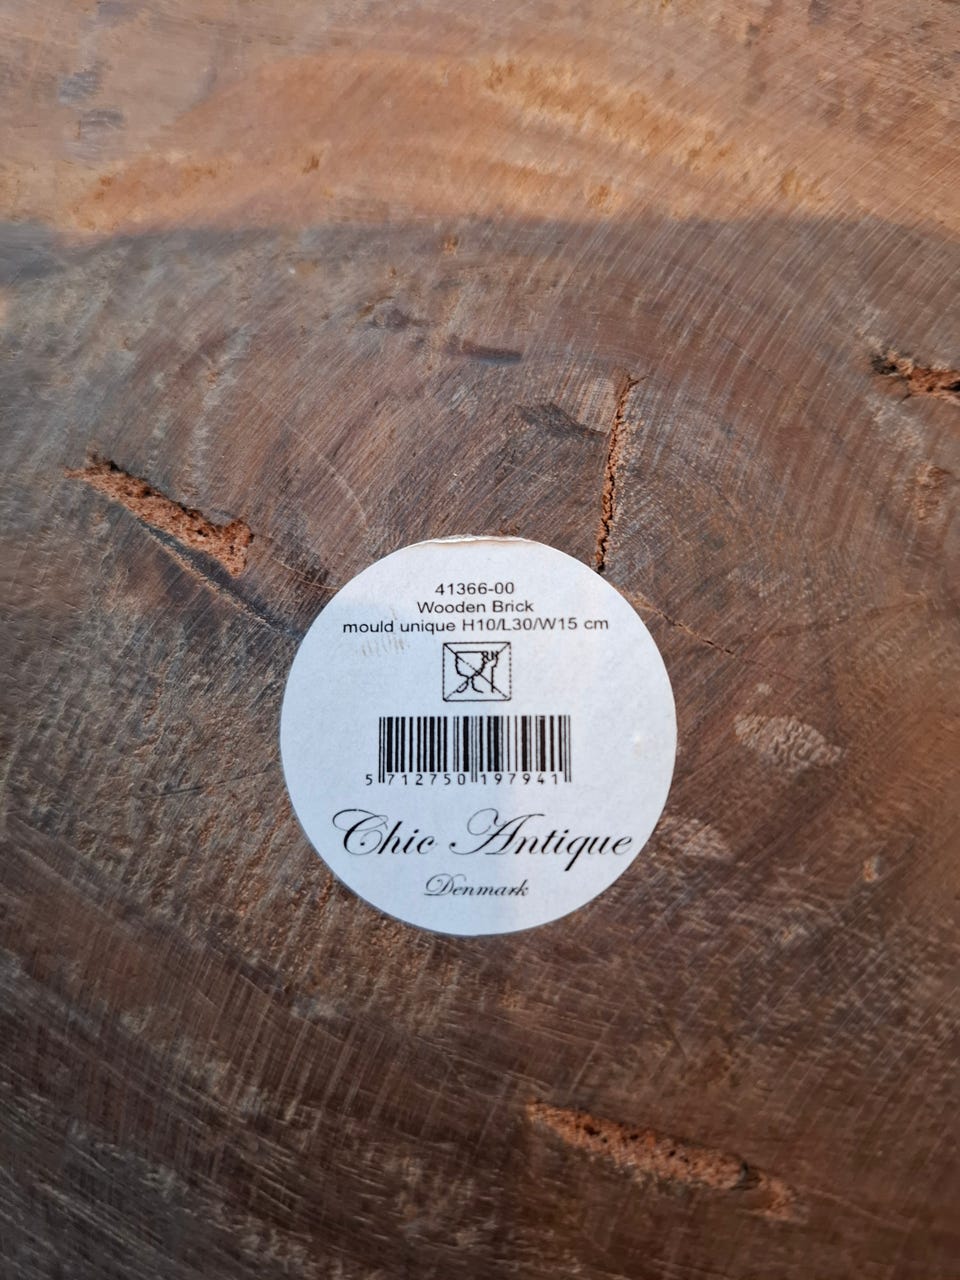 41366-00
Wooden Brick
mould unique H10/L30/W15 cm
5 712750 197941
Chic Antique
Denmark